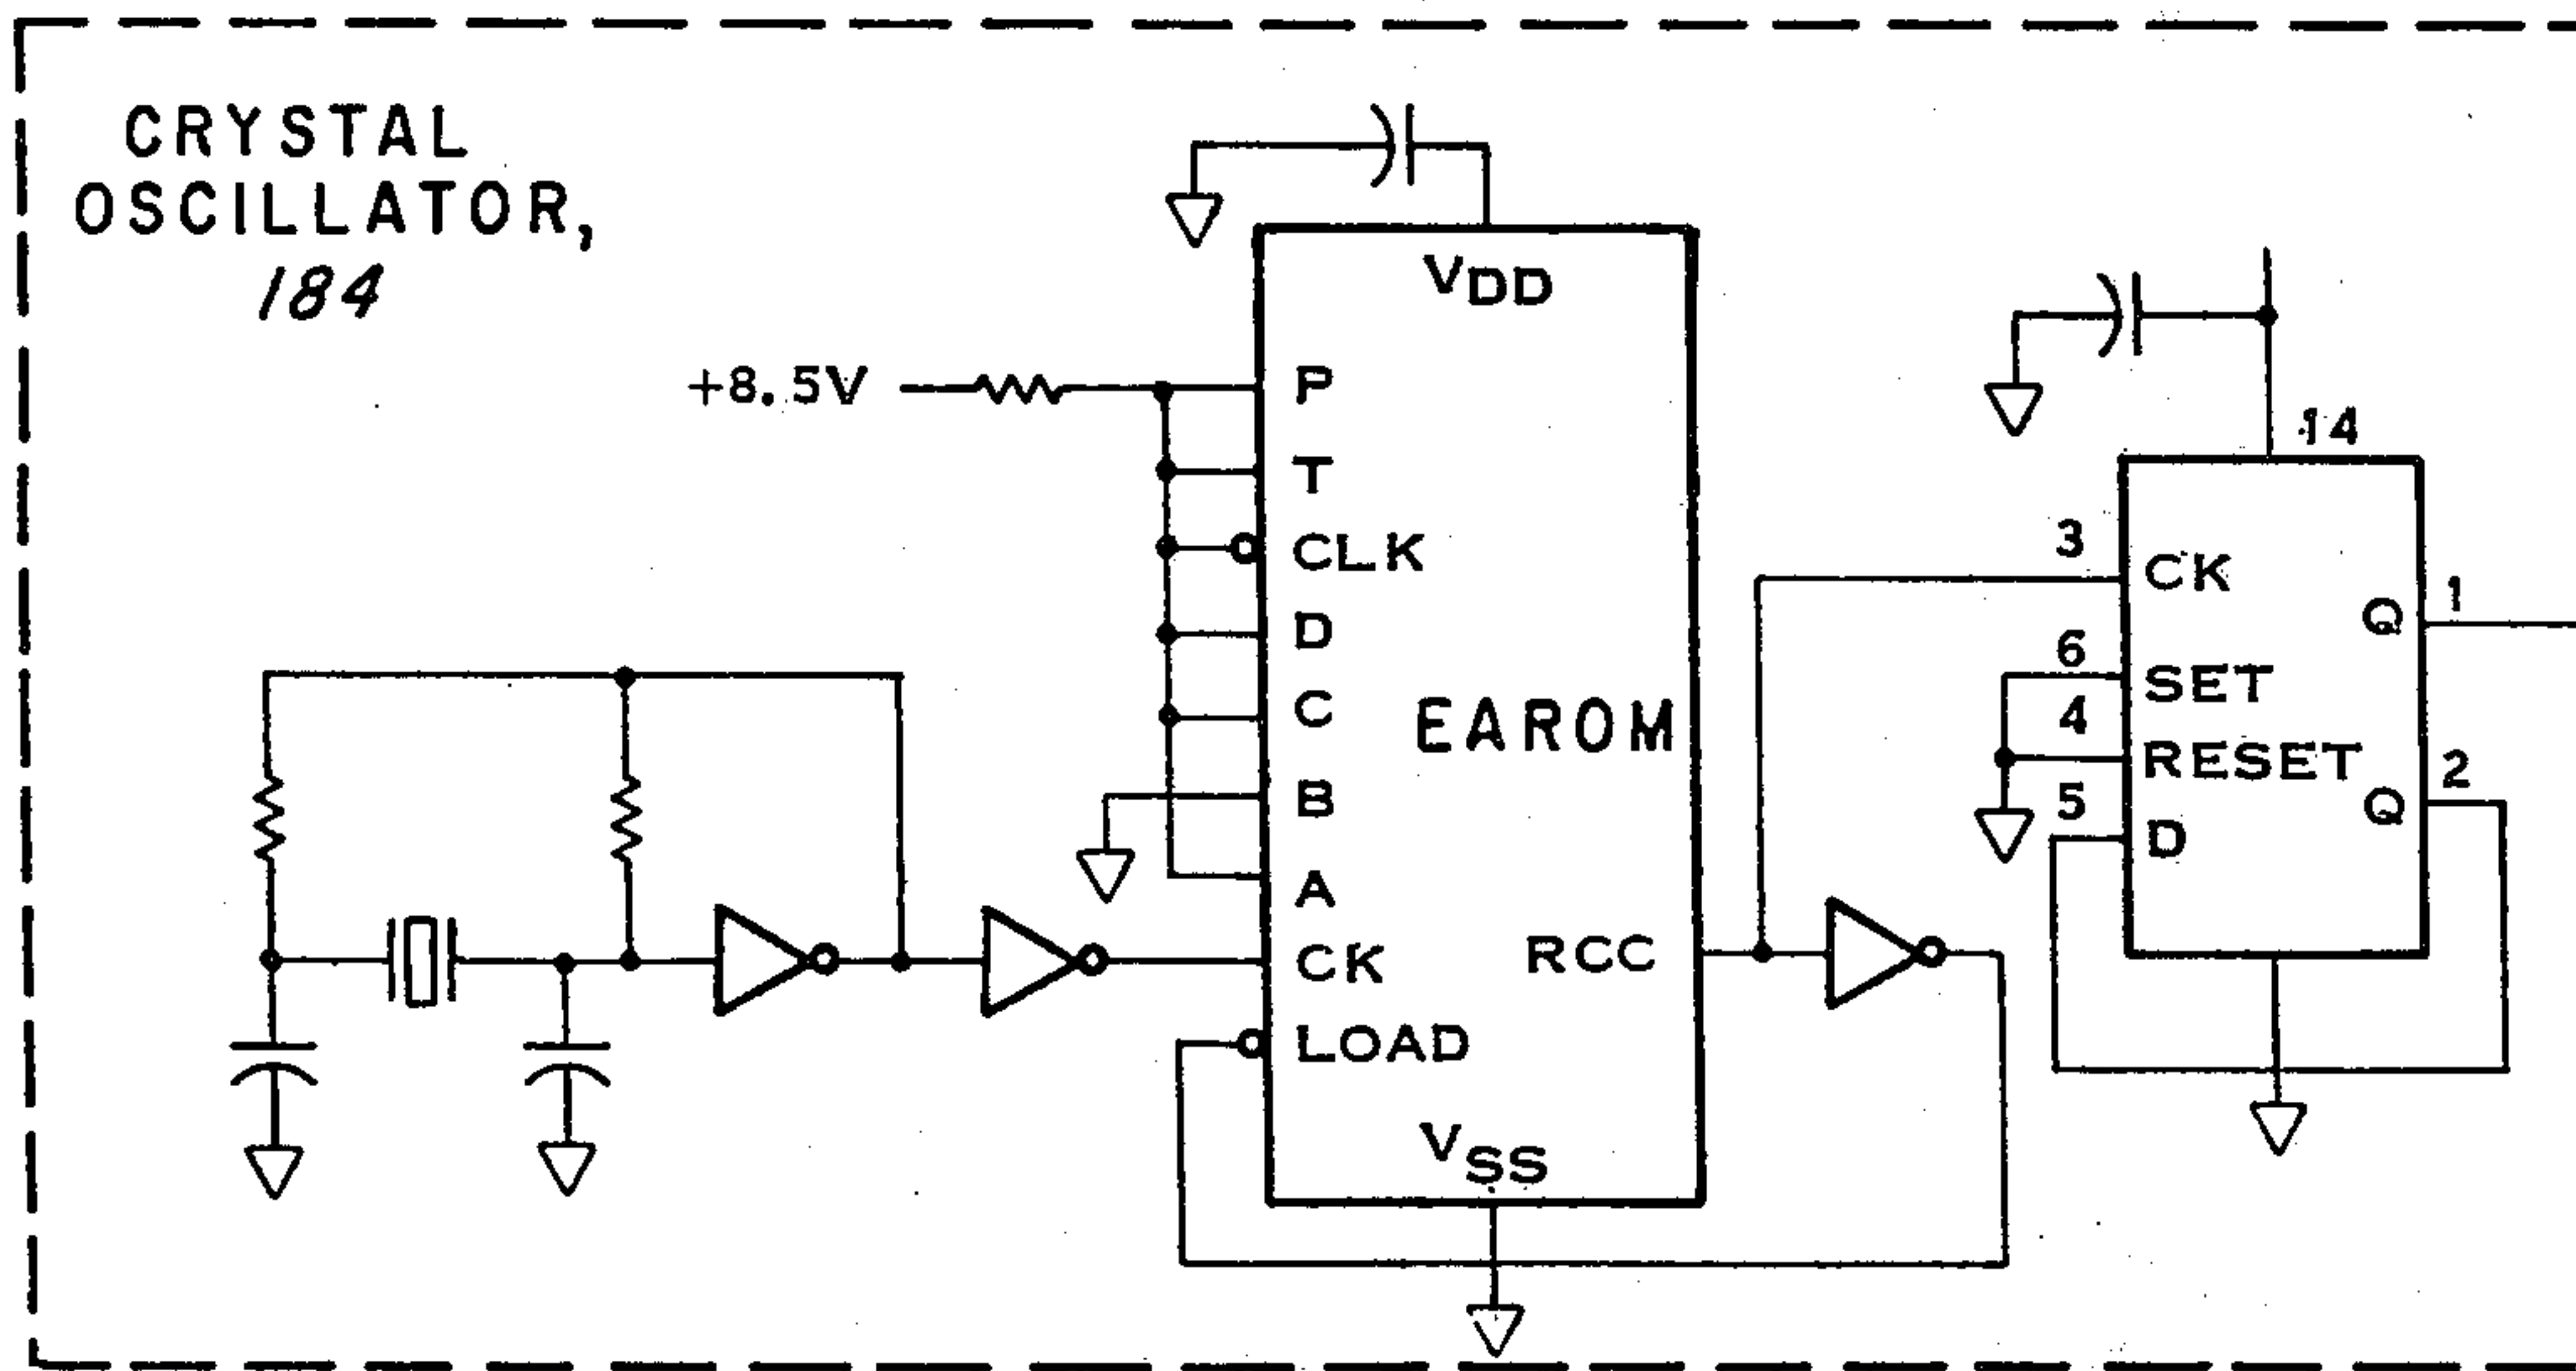 CRYSTAL
OSCILLATOR,
184
VDD
+8.5V
P
T
CLK
D
C
B
A
CK
LOAD
EAROM
RCC
VSS
14
3
CK
6
SET
4
RESET
5
D
Q
1
Q
2